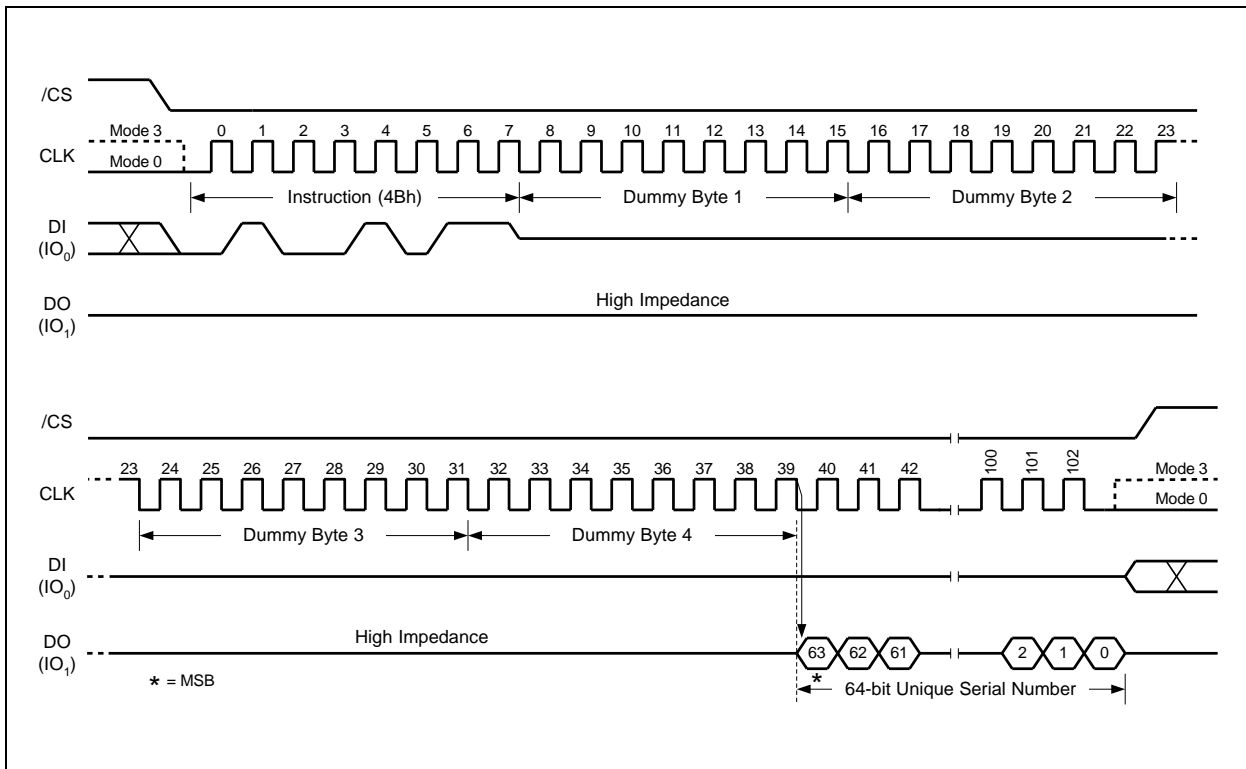 /CS
Mode 3 0 1 2 3 4 5 6 7 8 9 10 11 12 13 14 15 16 17 18 19 20 21 22 23
CLK
Mode 0
Instruction (4Bh) Dummy Byte 1 Dummy Byte 2
DI
(IO0)
High Impedance
DO
(IO1)
/CS
23 24 25 26 27 28 29 30 31 32 33 34 35 36 37 38 39 40 41 42 100 101 102 Mode 3
CLK
Mode 0
Dummy Byte 3 Dummy Byte 4
DI
(IO0)
High Impedance
DO
(IO1)
63 62 61 2 1 0
* = MSB
*
64-bit Unique Serial Number